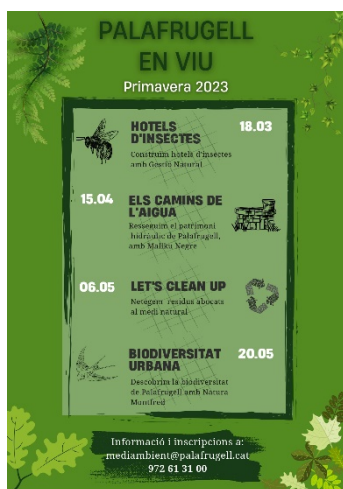 PALAFRUGELL
EN VIU
Primavera 2023
HOTELS
D'INSECTES
18.03
Construïm hotels d'insectes
amb Gestió Natural
15.04
ELS CAMINS DE
L'AIGUA
Resseguim el patrimoni
hidràulic de Palafrugell,
amb Maliku Negre
06.05
LET'S CLEAN UP
Netegem residus abocats
al medi natural
BIODIVERSITAT
URBANA
20.05
Descobrim la biodiversitat
de Palafrugell amb Natura
Montfred
Informació i inscripcions a:
mediambient@palafrugell.cat
972 61 31 00